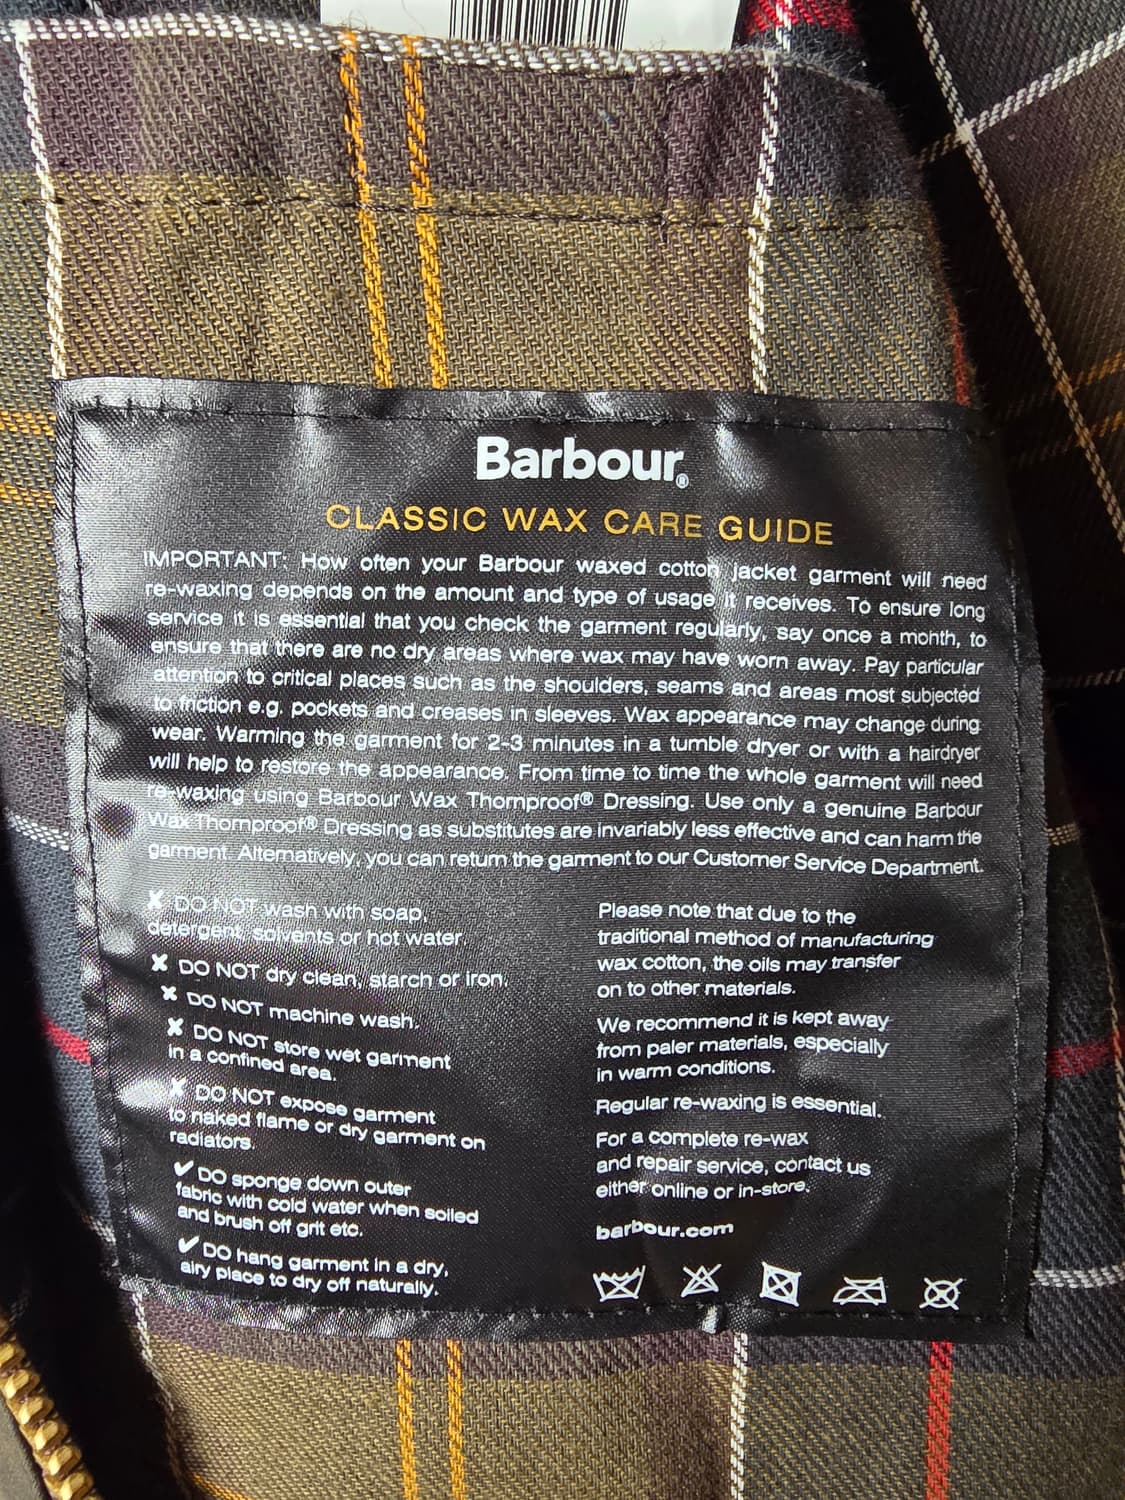 Barbour®
CLASSIC WAX CARE GUIDE
IMPORTANT: How often your Barbour waxed cotton jacket garment will need
re-waxing depends on the amount and type of usage it receives. To ensure long
service it is essential that you check the garment regularly, say once a month, to
ensure that there are no dry areas where wax may have worn away. Pay particular
attention to critical places such as the shoulders, seams and areas most subjected
to friction e.g. pockets and creases in sleeves. Wax appearance may change during
wear. Warming the garment for 2-3 minutes in a tumble dryer or with a hairdryer
will help to restore the appearance. From time to time the whole garment will need
re-waxing using Barbour Wax Thornproof® Dressing. Use only a genuine Barbour
Wax Thornproof® Dressing as substitutes are invariably less effective and can harm the
garment. Alternatively, you can return the garment to our Customer Service Department.
✘ DO NOT wash with soap,
detergent, solvents or hot water.
✘ DO NOT dry clean, starch or iron.
✘ DO NOT machine wash.
✘ DO NOT store wet garment
in a confined area.
✘ DO NOT expose garment
to naked flame or dry garment on
radiators.
✔ DO sponge down outer
fabric with cold water when soiled
and brush off grit etc.
✔ DO hang garment in a dry,
airy place to dry off naturally.
Please note that due to the
traditional method of manufacturing
wax cotton, the oils may transfer
on to other materials.
We recommend it is kept away
from paler materials, especially
in warm conditions.
Regular re-waxing is essential.
For a complete re-wax
and repair service, contact us
either online or in-store.
barbour.com